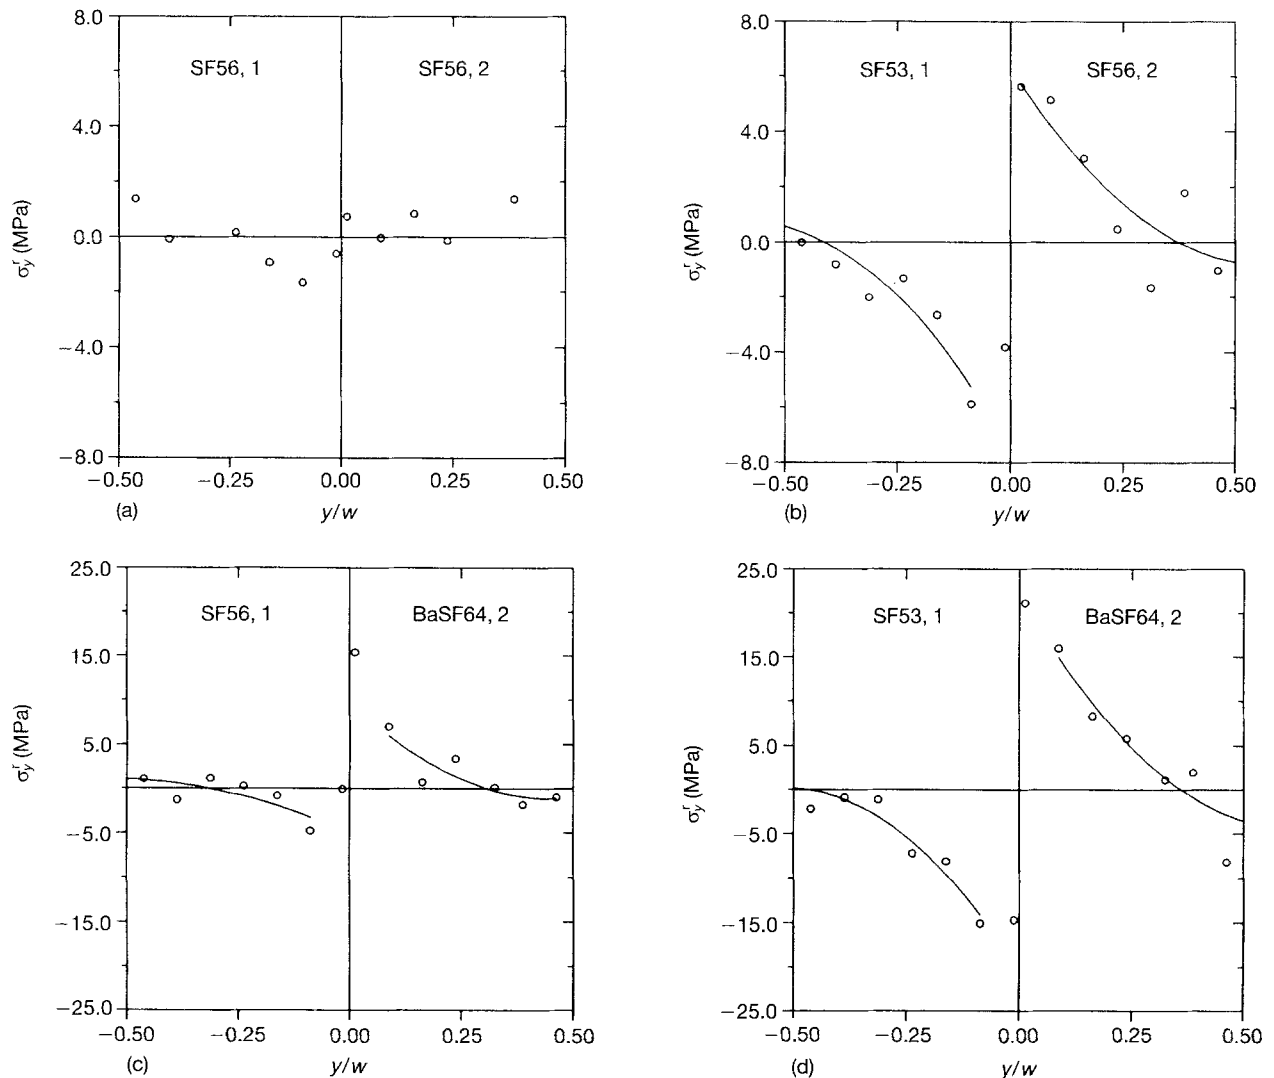 8.0
4.0
0.0
−4.0
−8.0
σ_y^r (MPa)
SF56, 1
SF56, 2
−0.50
−0.25
0.00
0.25
0.50
(a)
y/w
8.0
4.0
0.0
−4.0
−8.0
σ_y^r (MPa)
SF53, 1
SF56, 2
−0.50
−0.25
0.00
0.25
0.50
(b)
y/w
25.0
15.0
5.0
−5.0
−15.0
−25.0
σ_y^r (MPa)
SF56, 1
BaSF64, 2
−0.50
−0.25
0.00
0.25
0.50
(c)
y/w
25.0
15.0
5.0
−5.0
−15.0
−25.0
σ_y^r (MPa)
SF53, 1
BaSF64, 2
−0.50
−0.25
0.00
0.25
0.50
(d)
y/w